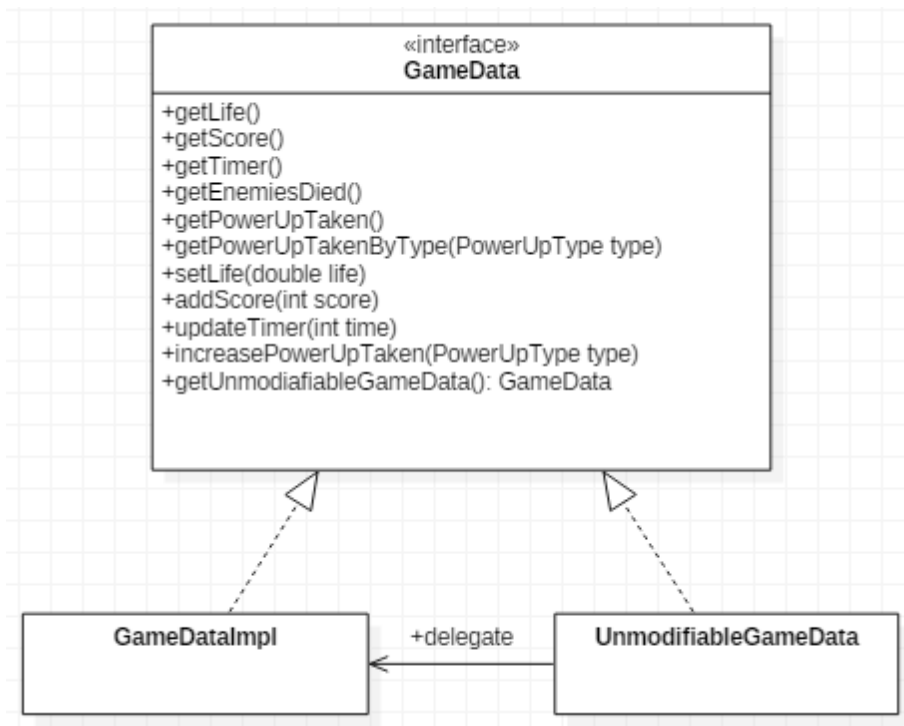 «interface»
GameData
+getLife()
+getScore()
+getTimer()
+getEnemiesDied()
+getPowerUpTaken()
+getPowerUpTakenByType(PowerUpType type)
+setLife(double life)
+addScore(int score)
+updateTimer(int time)
+increasePowerUpTaken(PowerUpType type)
+getUnmodiafiableGameData(): GameData
GameDataImpl
+delegate
UnmodifiableGameData